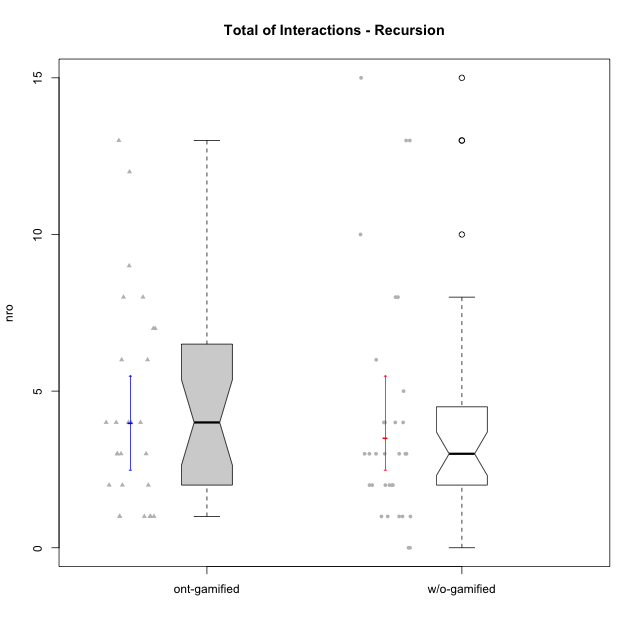 Total of Interactions - Recursion
15
10
5
0
nro
ont-gamified
w/o-gamified